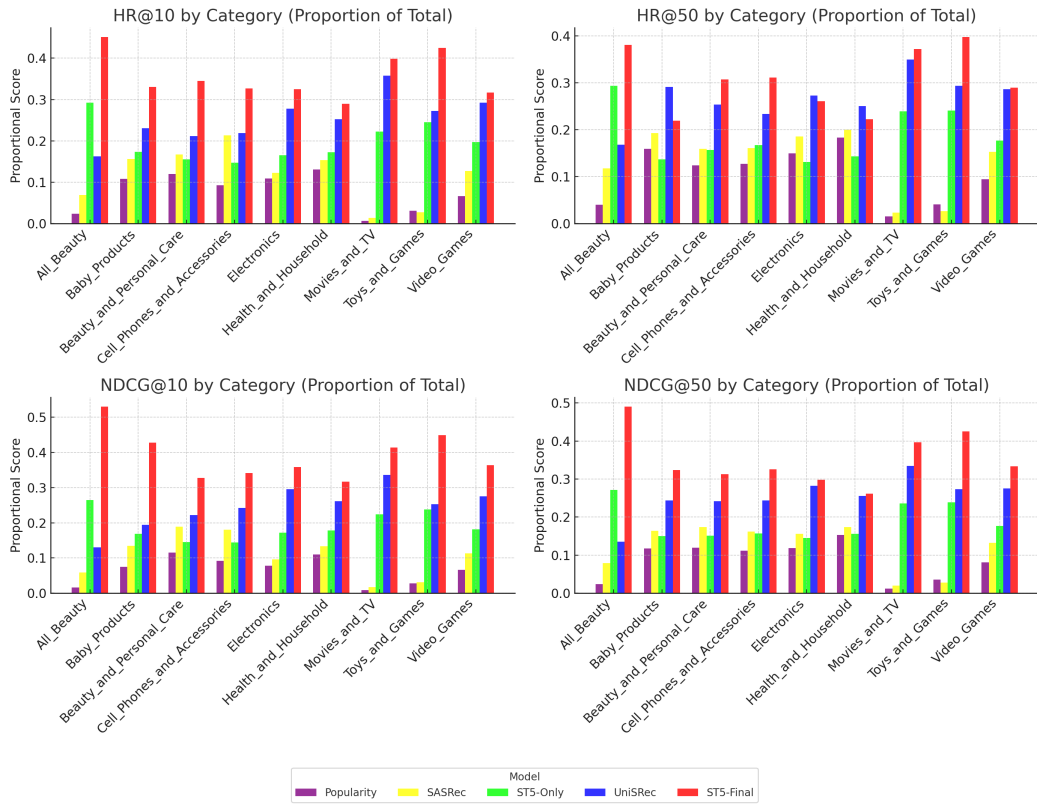 HR@10 by Category (Proportion of Total)
Proportional Score
0.4
0.3
0.2
0.1
0.0
All_Beauty
Baby_Products
Beauty_and_Personal_Care
Cell_Phones_and_Accessories
Electronics
Health_and_Household
Movies_and_TV
Toys_and_Games
Video_Games
HR@50 by Category (Proportion of Total)
Proportional Score
0.4
0.3
0.2
0.1
0.0
All_Beauty
Baby_Products
Beauty_and_Personal_Care
Cell_Phones_and_Accessories
Electronics
Health_and_Household
Movies_and_TV
Toys_and_Games
Video_Games
NDCG@10 by Category (Proportion of Total)
Proportional Score
0.5
0.4
0.3
0.2
0.1
0.0
All_Beauty
Baby_Products
Beauty_and_Personal_Care
Cell_Phones_and_Accessories
Electronics
Health_and_Household
Movies_and_TV
Toys_and_Games
Video_Games
NDCG@50 by Category (Proportion of Total)
Proportional Score
0.5
0.4
0.3
0.2
0.1
0.0
All_Beauty
Baby_Products
Beauty_and_Personal_Care
Cell_Phones_and_Accessories
Electronics
Health_and_Household
Movies_and_TV
Toys_and_Games
Video_Games
Model
Popularity SASRec ST5-Only UniSRec ST5-Final